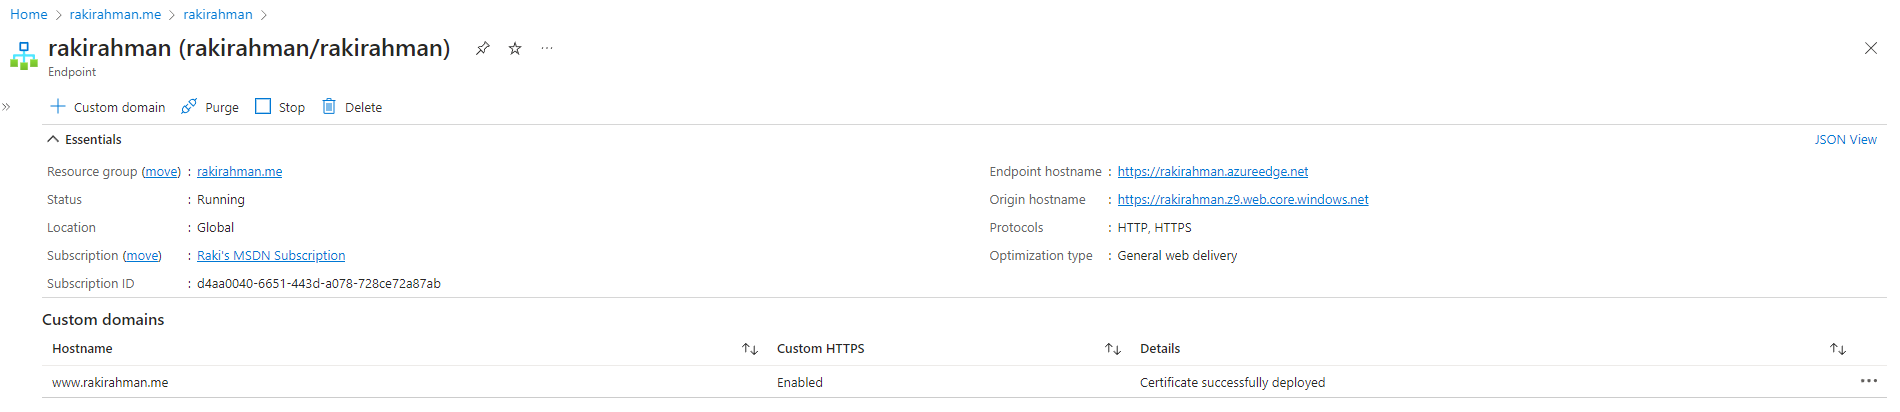 Home > rakirahman.me > rakirahman >
rakirahman (rakirahman/rakirahman)
Endpoint
Custom domain Purge Stop Delete
Essentials JSON View
Resource group (move) : rakirahman.me Endpoint hostname : https://rakirahman.azureedge.net
Status : Running Origin hostname : https://rakirahman.z9.web.core.windows.net
Location : Global Protocols : HTTP, HTTPS
Subscription (move) : Raki's MSDN Subscription Optimization type : General web delivery
Subscription ID : d4aa0040-6651-443d-a078-728ce72a87ab
Custom domains
Hostname Custom HTTPS Details
www.rakirahman.me Enabled Certificate successfully deployed